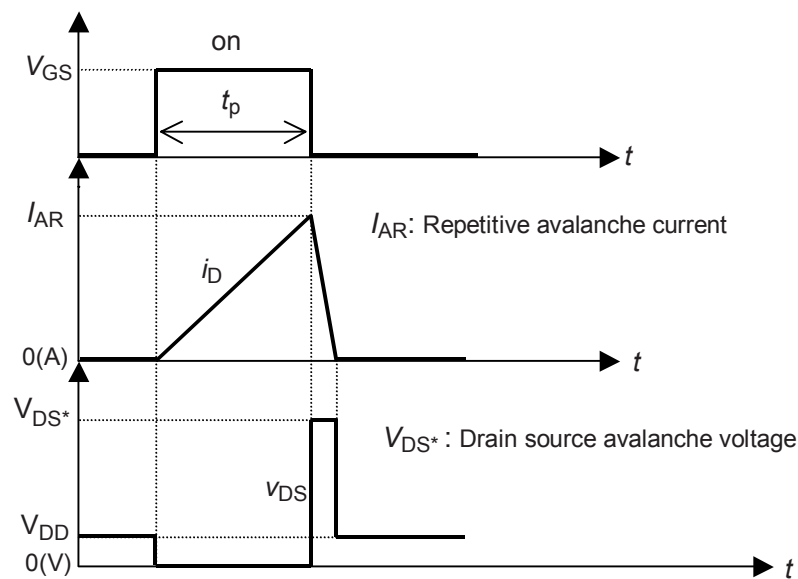 on
VGS
tp
t
IAR
IAR: Repetitive avalanche current
iD
0(A)
t
VDS*
VDS* : Drain source avalanche voltage
vDS
VDD
0(V)
t